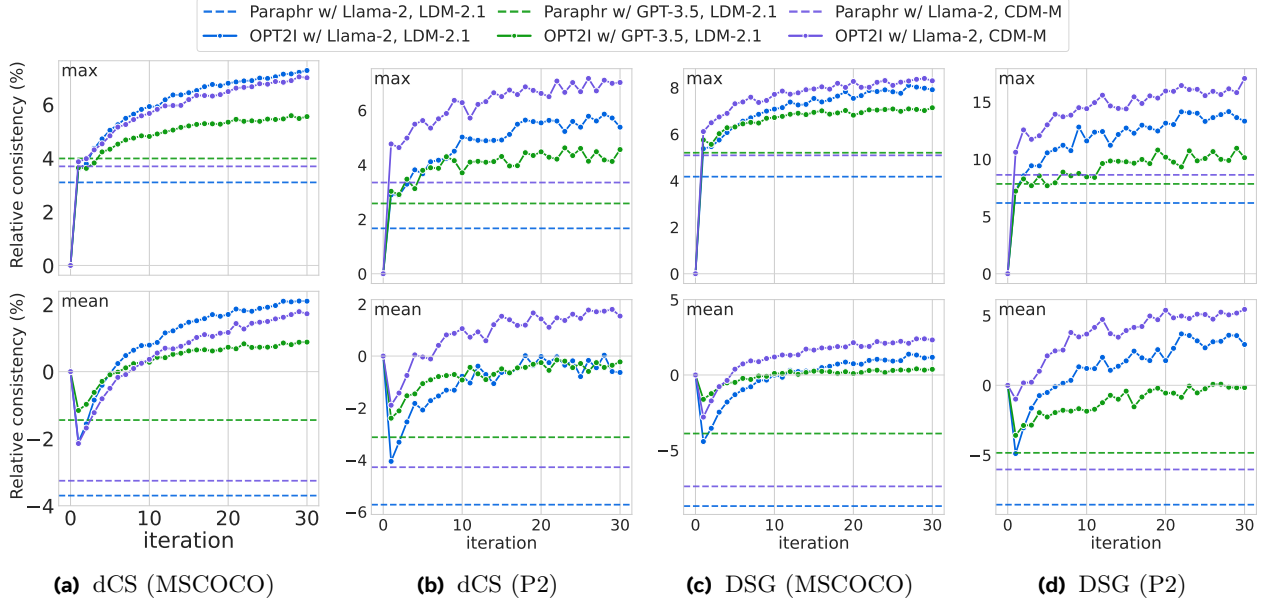 Paraphr w/ Llama-2, LDM-2.1 Paraphr w/ GPT-3.5, LDM-2.1 Paraphr w/ Llama-2, CDM-M
OPT2I w/ Llama-2, LDM-2.1 OPT2I w/ GPT-3.5, LDM-2.1 OPT2I w/ Llama-2, CDM-M
Relative consistency (%)
max
6
4
2
0
max
6
4
2
0
max
8
6
4
2
0
max
15
10
5
0
Relative consistency (%)
mean
2
0
−2
−4
0 10 20 30
iteration
mean
2
0
−2
−4
−6
0 10 20 30
iteration
mean
5
0
−5
0 10 20 30
iteration
mean
5
0
−5
0 10 20 30
iteration
(a) dCS (MSCOCO)
(b) dCS (P2)
(c) DSG (MSCOCO)
(d) DSG (P2)